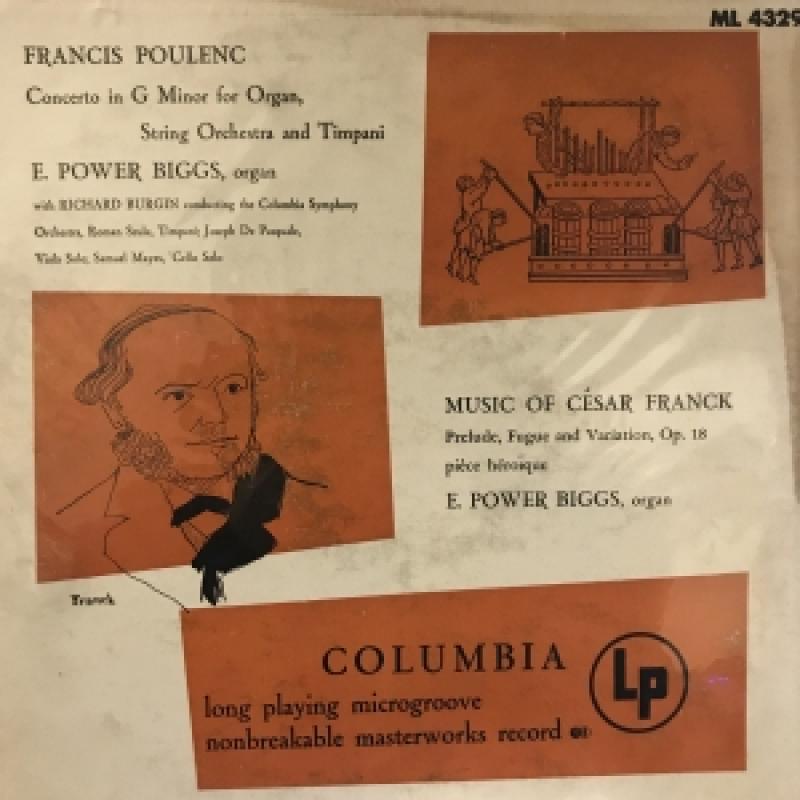 ML 4329
FRANCIS POULENC
Concerto in G Minor for Organ,
String Orchestra and Timpani
E. POWER BIGGS, organ
with RICHARD BURGIN conducting the Columbia Symphony
Orchestra, Roman Szulc, Timpani; Joseph De Pasquale,
Viola Solo, Samuel Mayes, 'Cello Solo
MUSIC OF CÉSAR FRANCK
Prelude, Fugue and Variation, Op. 18
pièce héroïque
E. POWER BIGGS, organ
Franck
COLUMBIA
Lp
long playing microgroove
nonbreakable masterworks record